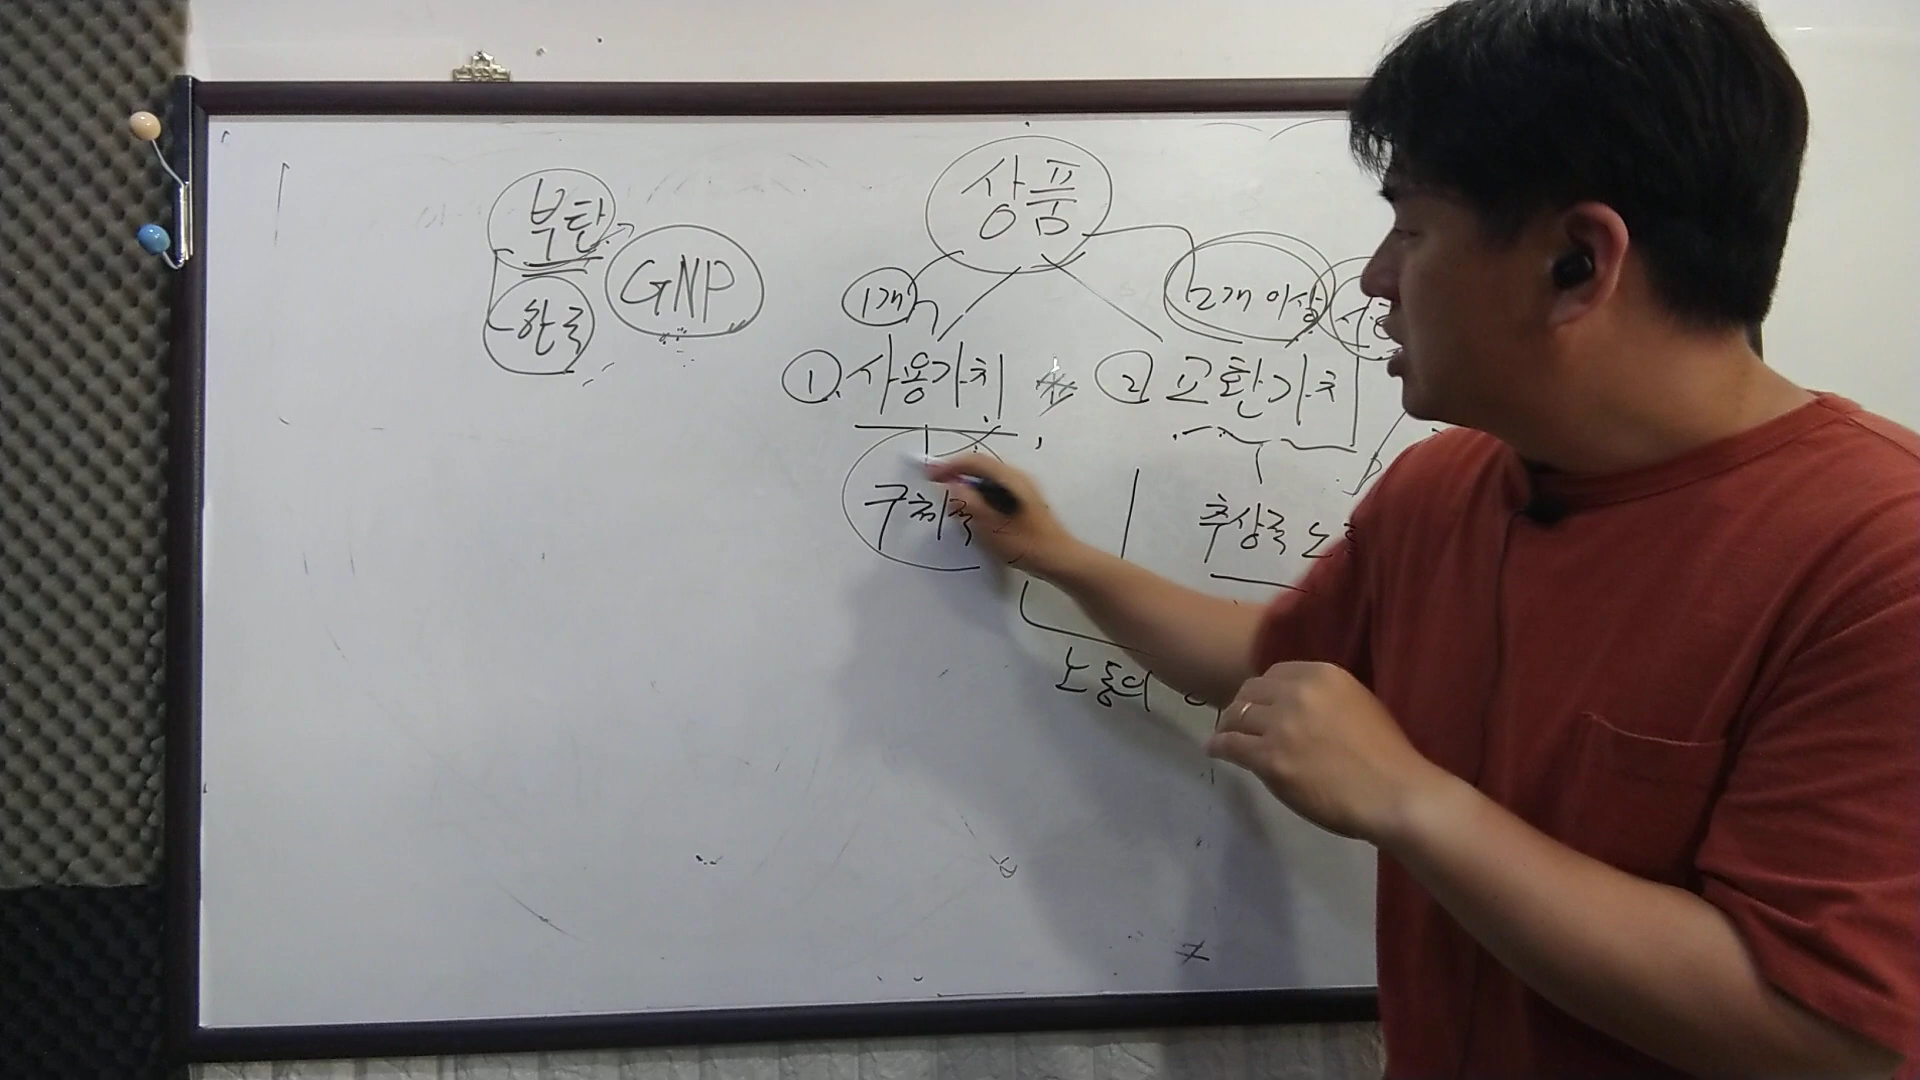 부탄
한국
GNP
상품
1개
2개 이상
① 사용가치
② 교환가치
구체적
추상적 노
노동의